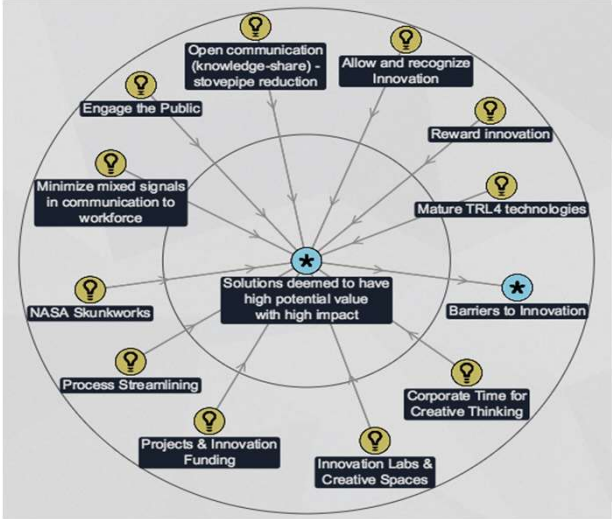 Open communication
(knowledge-share) -
stovepipe reduction
Allow and recognize
Innovation
Engage the Public
Reward innovation
Minimize mixed signals
in communication to
workforce
Mature TRL4 technologies
Solutions deemed to have
high potential value
with high impact
NASA Skunkworks
Barriers to Innovation
Process Streamlining
Corporate Time for
Creative Thinking
Projects & Innovation
Funding
Innovation Labs &
Creative Spaces